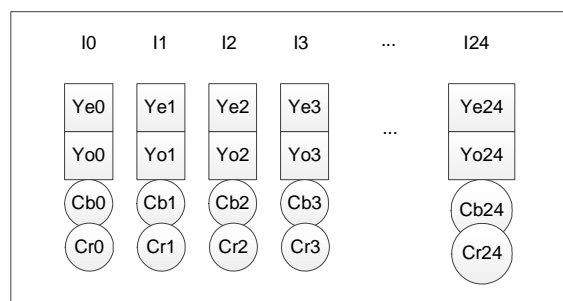 I0 I1 I2 I3 ... I24
Ye0 Ye1 Ye2 Ye3 Ye24
...
Yo0 Yo1 Yo2 Yo3 Yo24
Cb0 Cb1 Cb2 Cb3 Cb24
Cr0 Cr1 Cr2 Cr3 Cr24